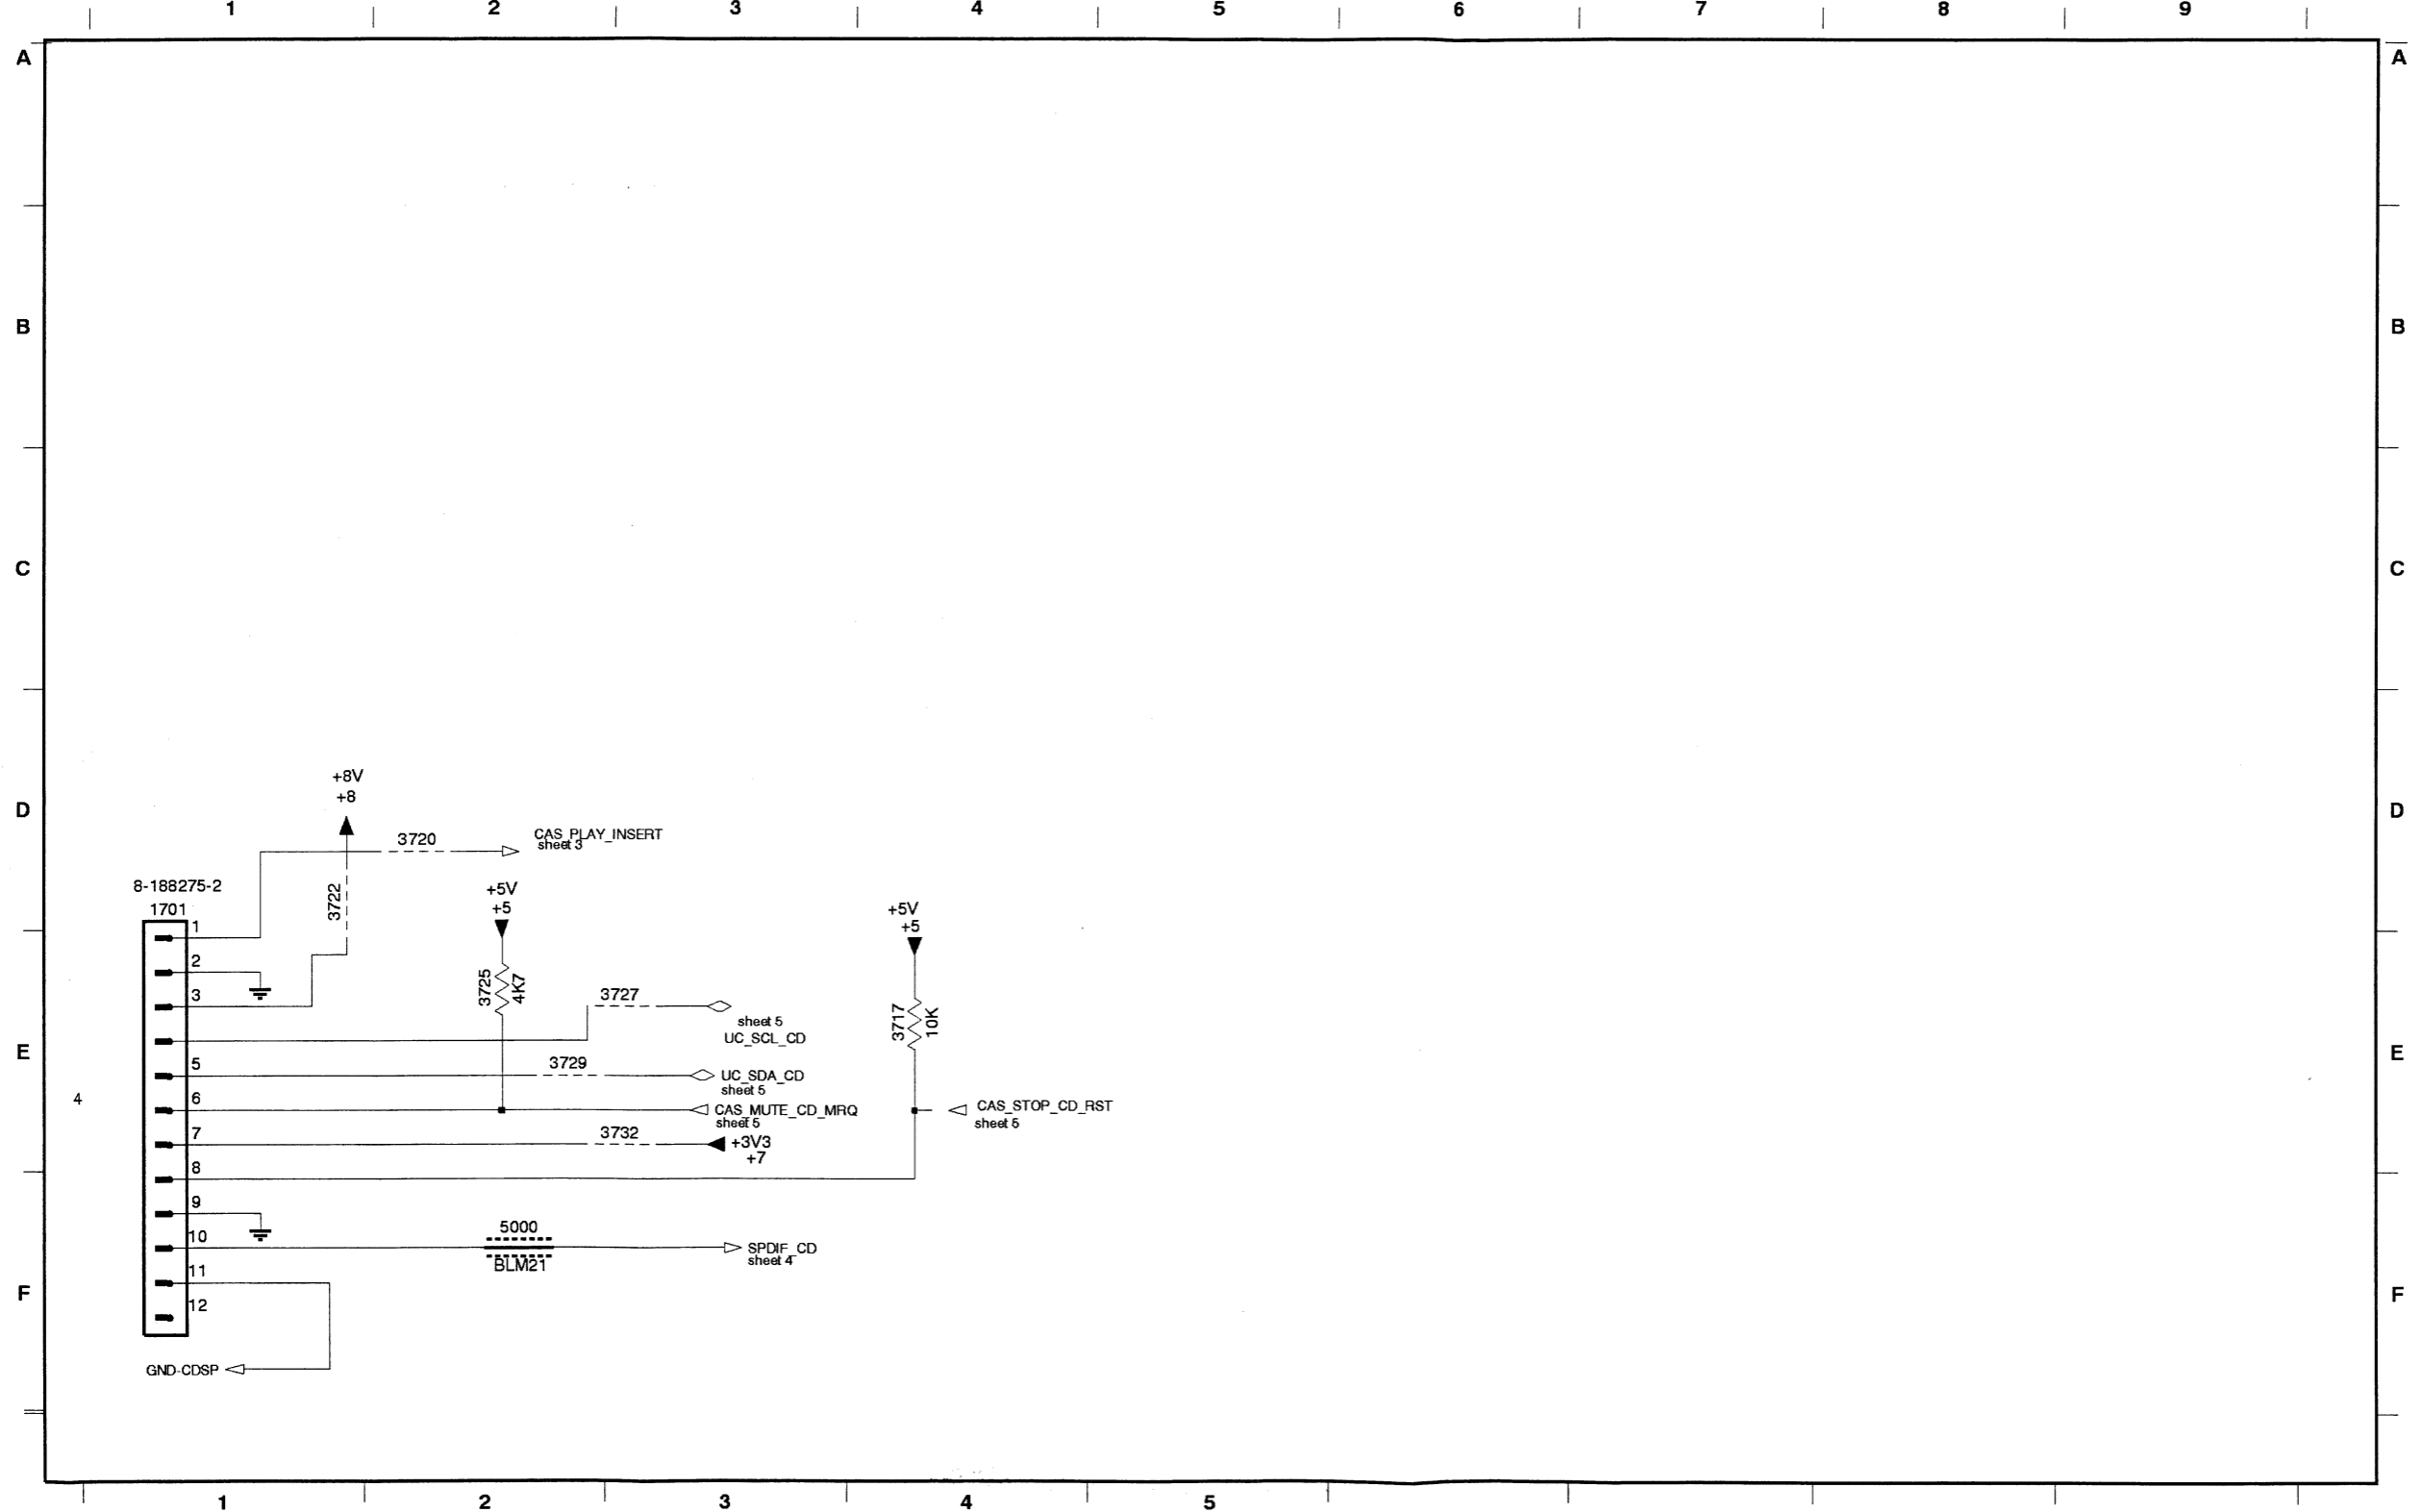 1 2 3 4 5 6 7 8 9
A A
B B
C C
D D
E E
F F
+8V
+8
3720
CAS_PLAY_INSERT
sheet 3
3722
8-188275-2
1701
1
2
3
5
6
7
8
9
10
11
12
4
+5V
+5
3725
4K7
3727
sheet 5
UC_SCL_CD
3729
UC_SDA_CD
sheet 5
CAS_MUTE_CD_MRQ
sheet 5
3732
+3V3
+7
+5V
+5
3717
10K
CAS_STOP_CD_RST
sheet 5
5000
BLM21
SPDIF_CD
sheet 4
GND-CDSP
1 2 3 4 5